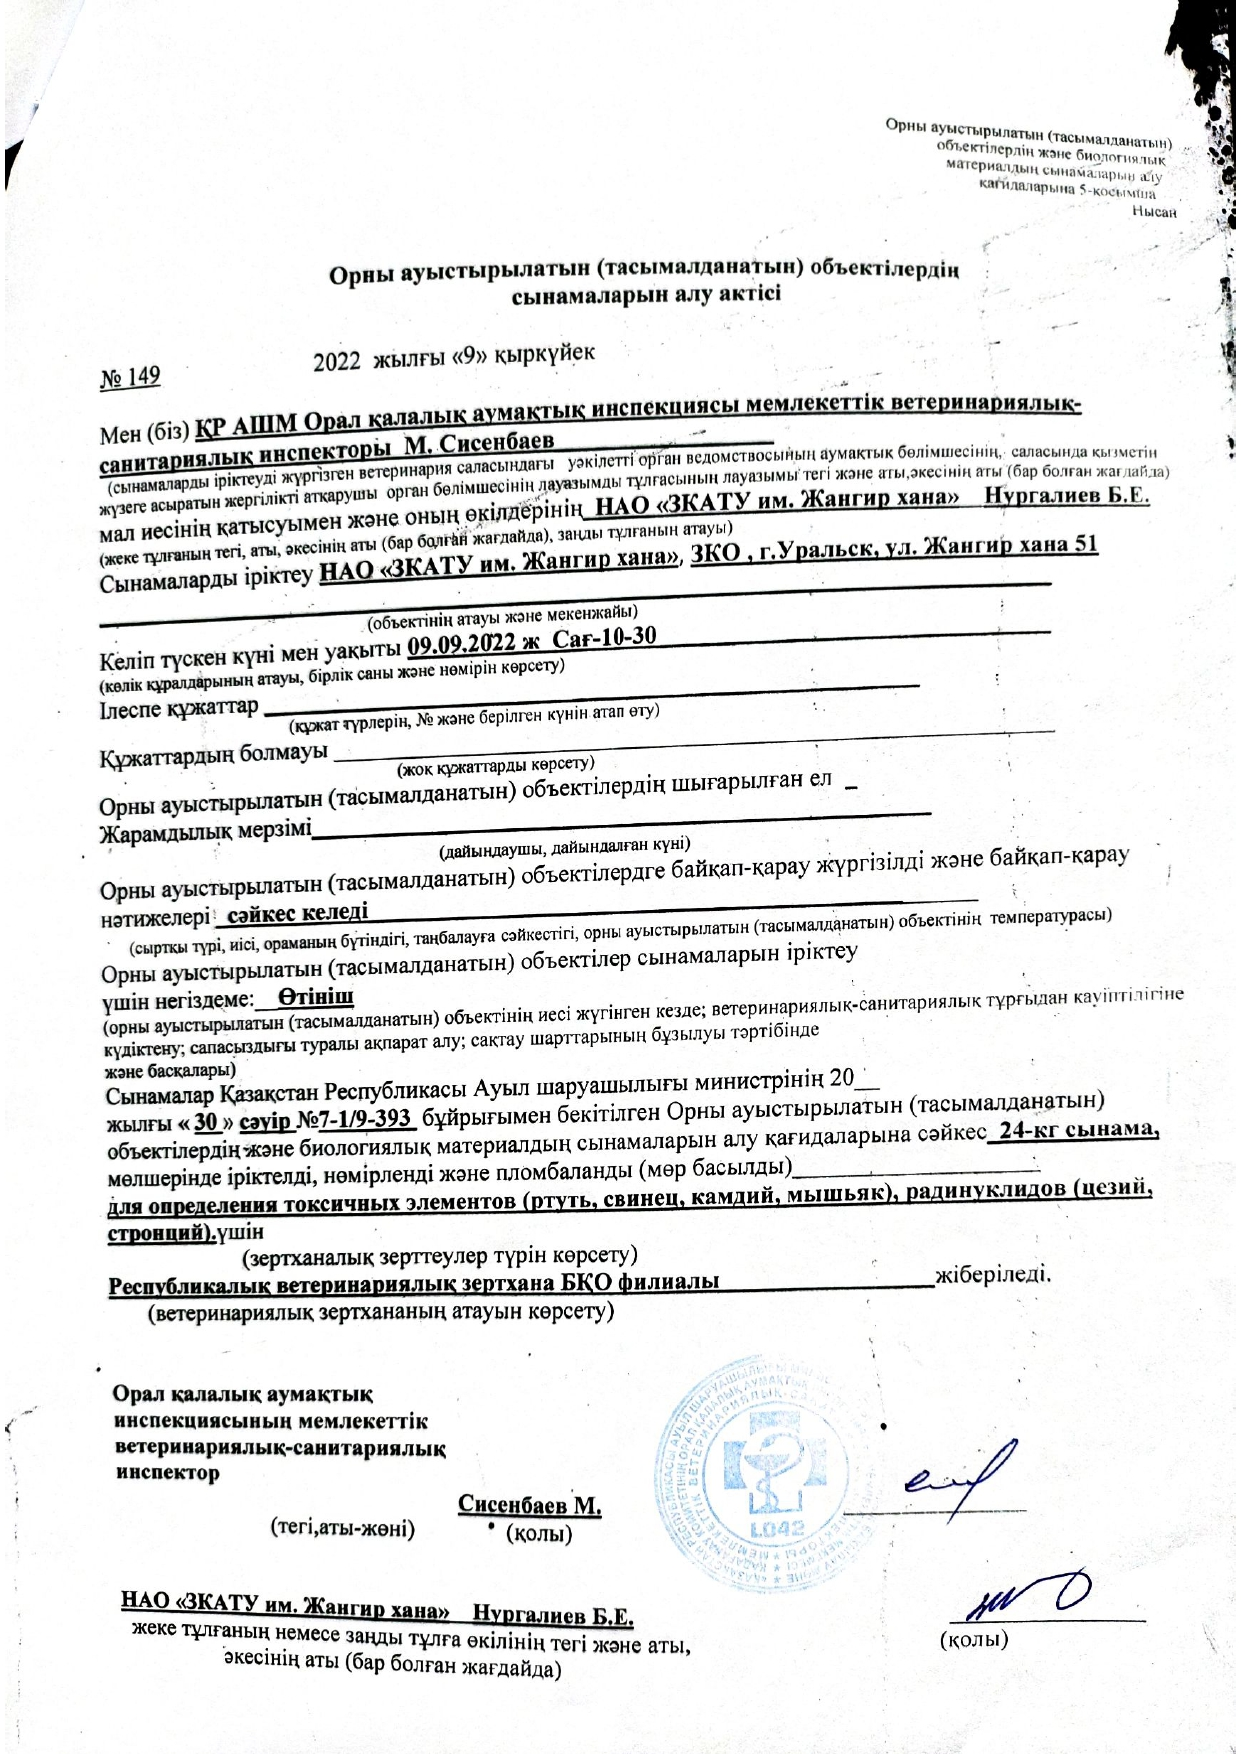 Орны ауыстырылатын (тасымалданатын)
объектілердің және биологиялық
материалдың сынамаларын алу
қағидаларына 5-қосымша
Нысан
Орны ауыстырылатын (тасымалданатын) объектілердің
сынамаларын алу актісі
№ 149 2022 жылғы «9» қыркүйек
Мен (біз) ҚР АШМ Орал қалалық аумақтық инспекциясы мемлекеттік ветеринариялық-
санитариялық инспекторы М. Сисенбаев
(сынамаларды іріктеуді жүргізген ветеринария саласындағы уәкілетті орган ведомствосының аумақтық бөлімшесінің, саласында қызметін
жүзеге асыратын жергілікті атқарушы орган бөлімшесінің лауазымды тұлғасының лауазымы тегі және аты,әкесінің аты (бар болған жағдайда)
мал иесінің қатысуымен және оның өкілдерінің НАО «ЗКАТУ им. Жангир хана» Нургалиев Б.Е.
(жеке тұлғаның тегі, аты, әкесінің аты (бар болған жағдайда), заңды тұлғанын атауы)
Сынамаларды іріктеу НАО «ЗКАТУ им. Жангир хана», ЗКО , г.Уральск, ул. Жангир хана 51
(объектінің атауы және мекенжайы)
Келіп түскен күні мен уақыты 09.09.2022 ж Сағ-10-30
(көлік құралдарының атауы, бірлік саны және нөмірін көрсету)
Ілеспе құжаттар
(құжат түрлерін, № және берілген күнін атап өту)
Құжаттардың болмауы
(жоқ құжаттарды көрсету)
Орны ауыстырылатын (тасымалданатын) объектілердің шығарылған ел _
Жарамдылық мерзімі
(дайындаушы, дайындалған күні)
Орны ауыстырылатын (тасымалданатын) объектілердге байқап-қарау жүргізілді және байқап-қарау
нәтижелері сәйкес келеді
(сыртқы түрі, иісі, ораманың бүтіндігі, таңбалауға сәйкестігі, орны ауыстырылатын (тасымалданатын) объектінің температурасы)
Орны ауыстырылатын (тасымалданатын) объектілер сынамаларын іріктеу
үшін негіздеме: Өтініш
(орны ауыстырылатын (тасымалданатын) объектінің иесі жүгінген кезде; ветеринариялық-санитариялық тұрғыдан қауіптілігіне
күдіктену; сапасыздығы туралы ақпарат алу; сақтау шарттарының бұзылуы тәртібінде
және басқалары)
Сынамалар Қазақстан Республикасы Ауыл шаруашылығы министрінің 20__
жылғы « 30 » сәуір №7-1/9-393 бұйрығымен бекітілген Орны ауыстырылатын (тасымалданатын)
объектілердің және биологиялық материалдың сынамаларын алу қағидаларына сәйкес 24-кг сынама,
мөлшерінде іріктелді, нөмірленді және пломбаланды (мөр басылды)
для определения токсичных элементов (ртуть, свинец, камдий, мышьяк), радинуклидов (цезий,
стронций).үшін
(зертханалық зерттеулер түрін көрсету)
Республикалық ветеринариялық зертхана БҚО филиалы жіберіледі.
(ветеринариялық зертхананың атауын көрсету)
Орал қалалық аумақтық
инспекциясының мемлекеттік
ветеринариялық-санитариялық
инспектор
Сисенбаев М.
(тегі,аты-жөні) (қолы)
L042
НАО «ЗКАТУ им. Жангир хана» Нургалиев Б.Е.
жеке тұлғаның немесе заңды тұлға өкілінің тегі және аты,
әкесінің аты (бар болған жағдайда)
(қолы)